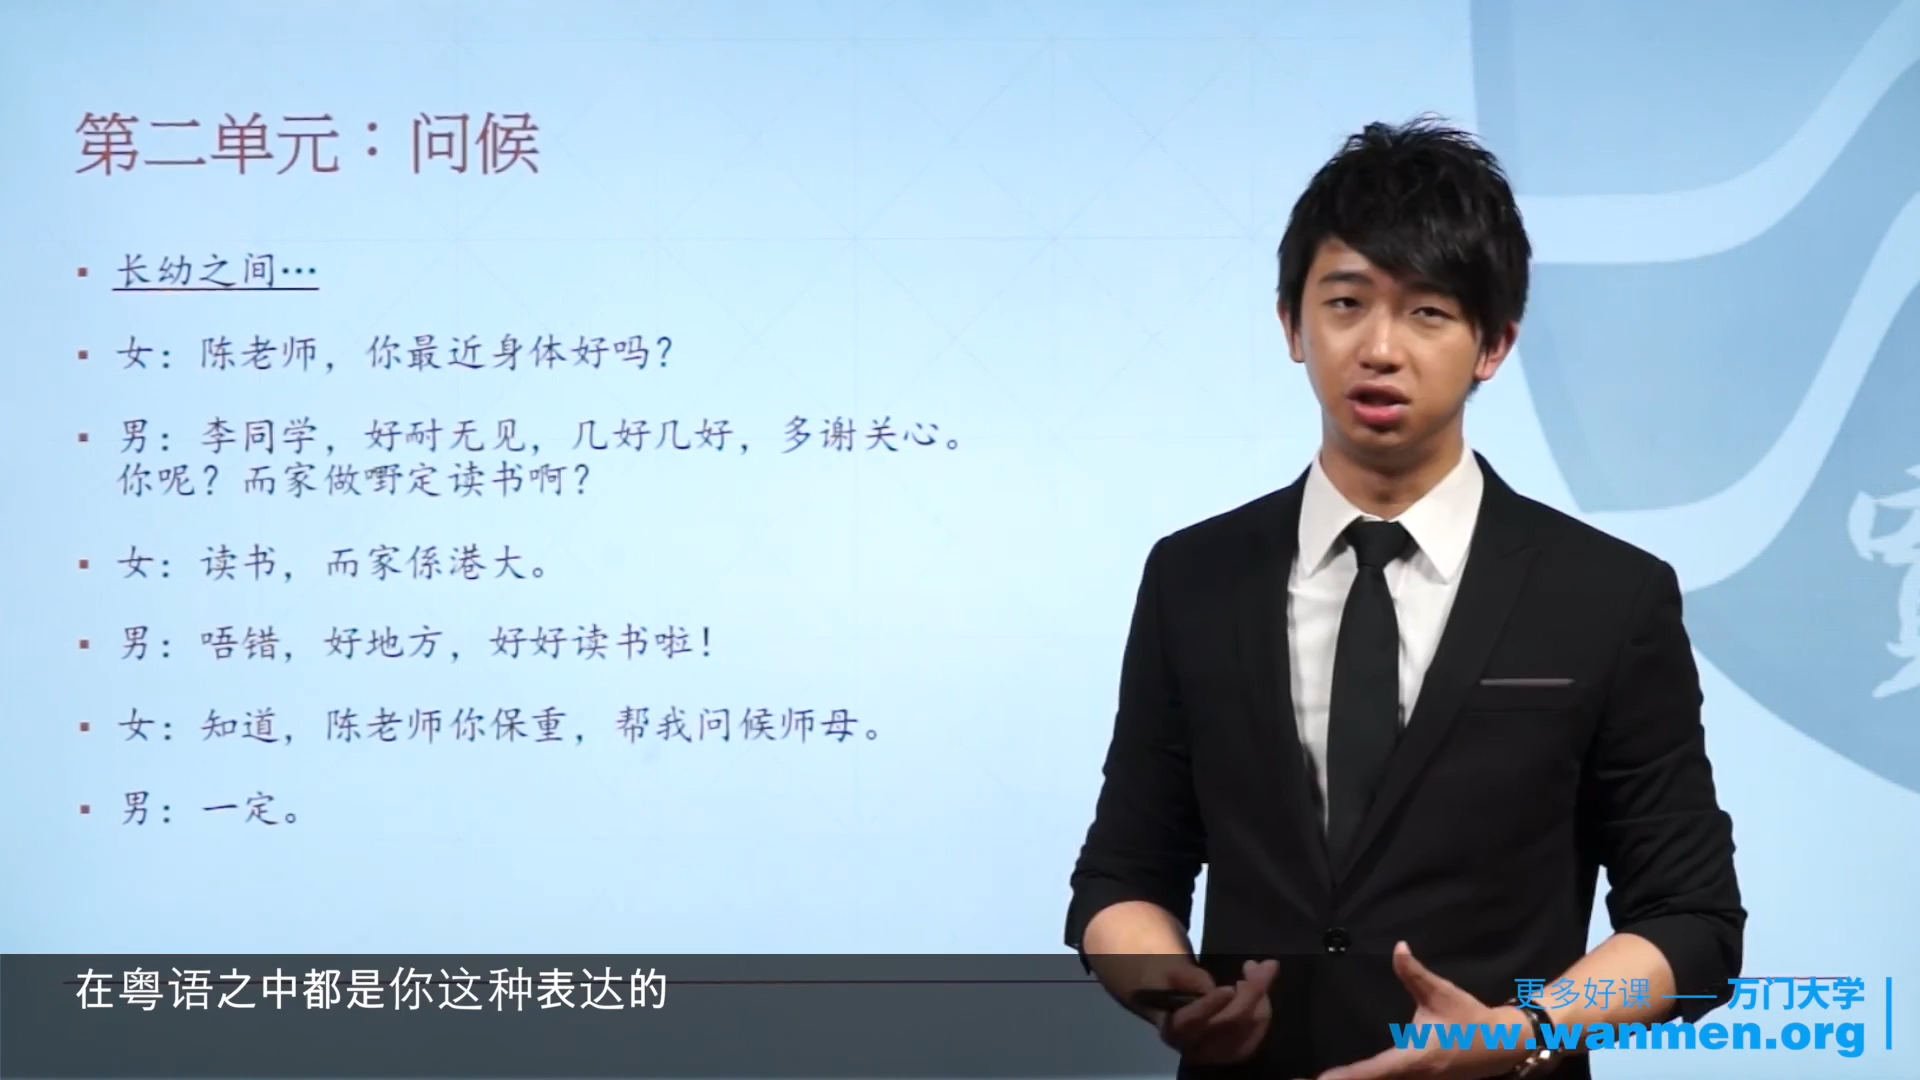 第二单元：问候
长幼之间…
女：陈老师，你最近身体好吗？
男：李同学，好耐无见，几好几好，多谢关心。
你呢？而家做嘢定读书啊？
女：读书，而家係港大。
男：唔错，好地方，好好读书啦！
女：知道，陈老师你保重，帮我问候师母。
男：一定。
在粤语之中都是你这种表达的
更多好课 —— 万门大学
www.wanmen.org